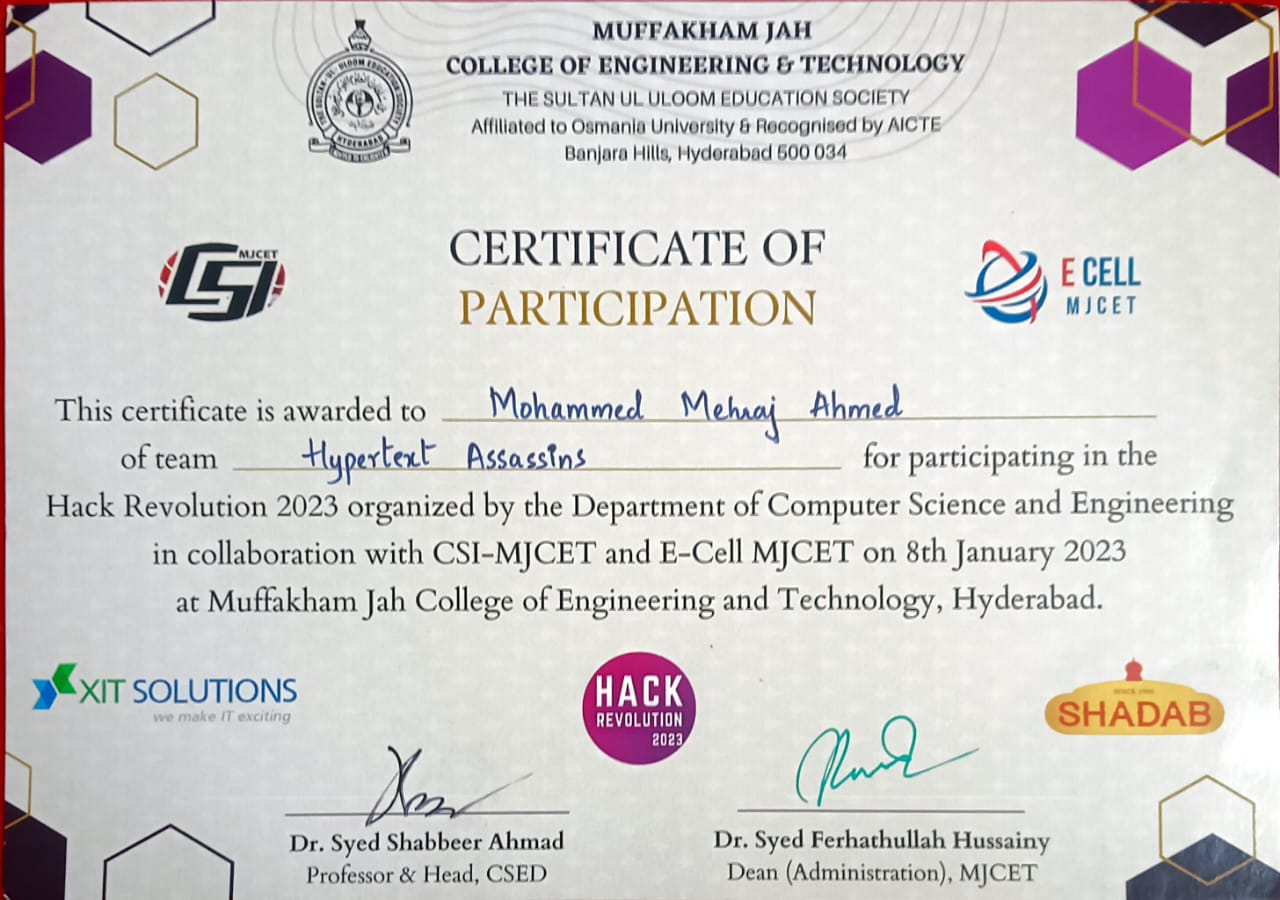 MUFFAKHAM JAH
COLLEGE OF ENGINEERING & TECHNOLOGY
THE SULTAN UL ULOOM EDUCATION SOCIETY
Affiliated to Osmania University & Recognised by AICTE
Banjara Hills, Hyderabad 500 034
THE SULTAN-UL-ULOOM EDUCATION SOCIETY
HYDERABAD
MJCET
CSI
CERTIFICATE OF
PARTICIPATION
E CELL
MJCET
This certificate is awarded to Mohammed Mehraj Ahmed
of team Hypertext Assassins for participating in the
Hack Revolution 2023 organized by the Department of Computer Science and Engineering
in collaboration with CSI-MJCET and E-Cell MJCET on 8th January 2023
at Muffakham Jah College of Engineering and Technology, Hyderabad.
XIT SOLUTIONS
we make IT exciting
HACK
REVOLUTION
2023
SHADAB
Dr. Syed Shabbeer Ahmad
Professor & Head, CSED
Dr. Syed Ferhathullah Hussainy
Dean (Administration), MJCET